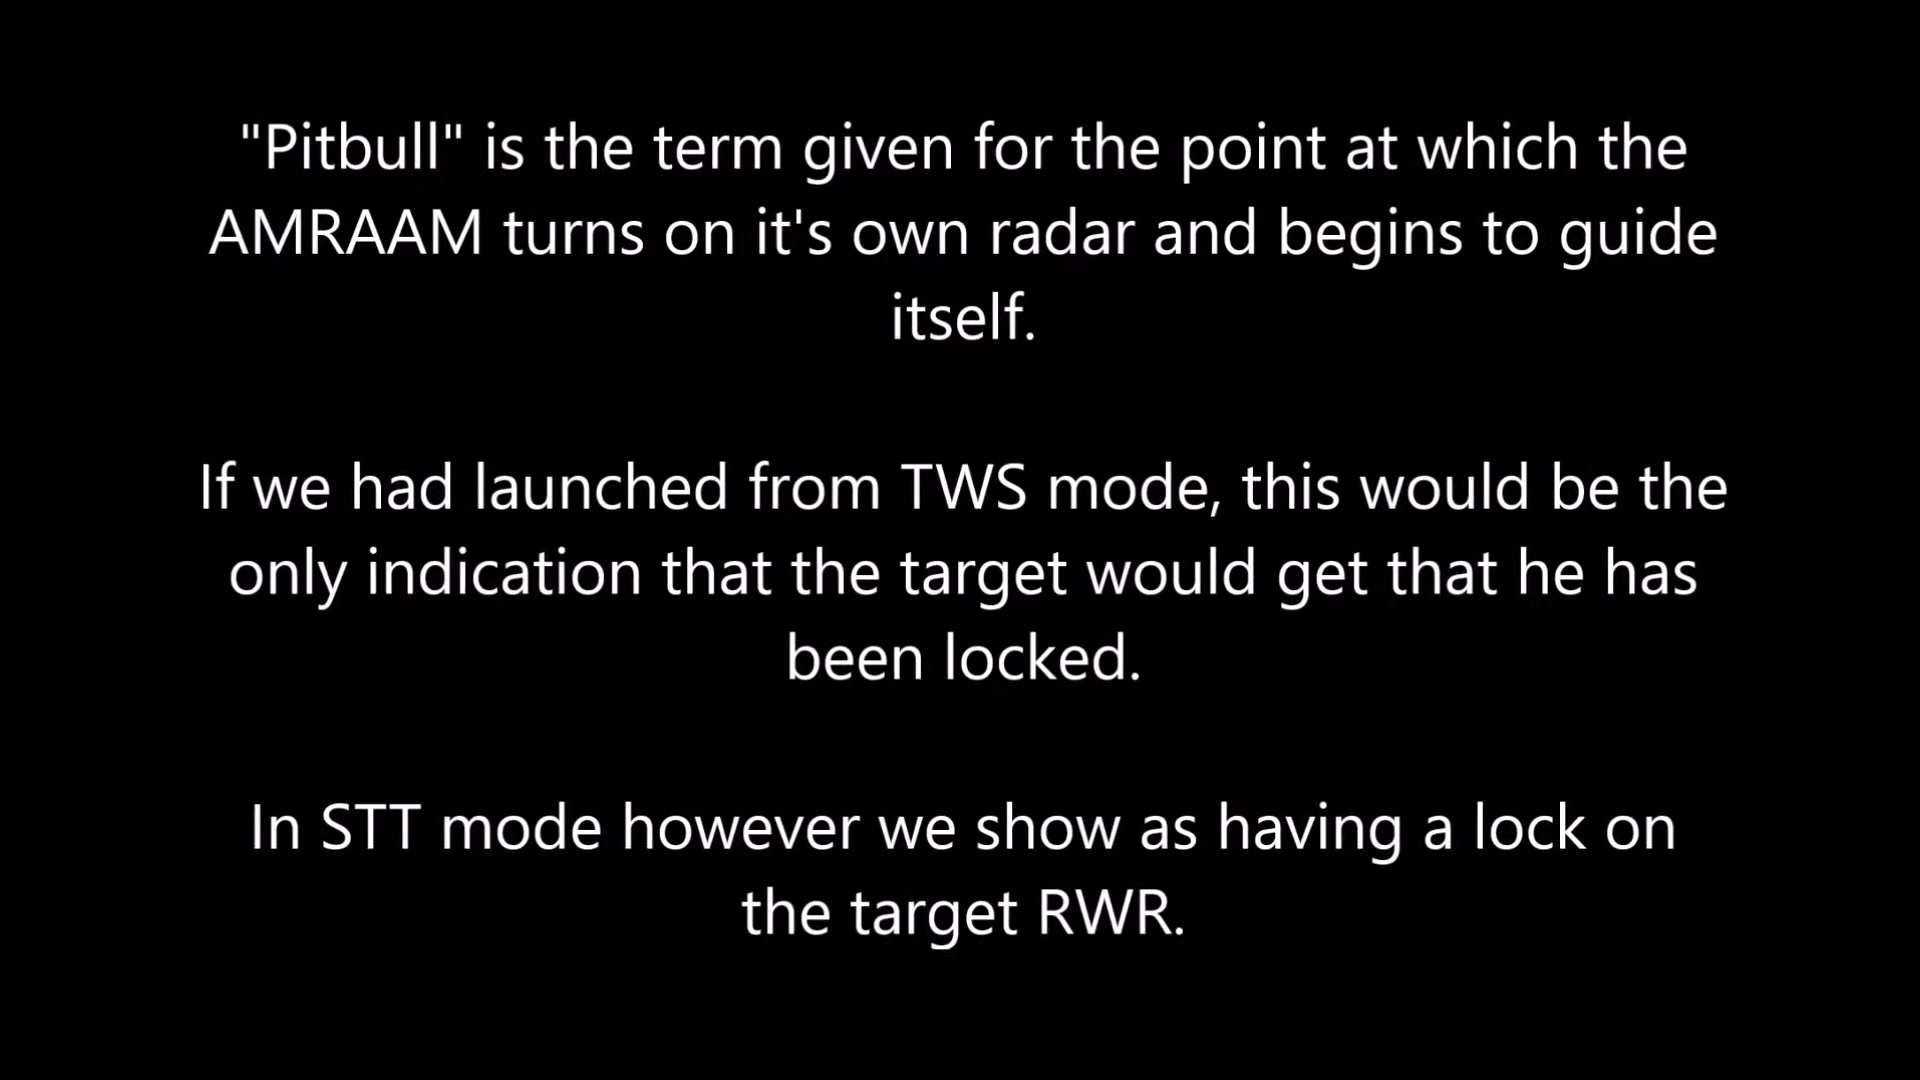 "Pitbull" is the term given for the point at which the
AMRAAM turns on it's own radar and begins to guide
itself.
If we had launched from TWS mode, this would be the
only indication that the target would get that he has
been locked.
In STT mode however we show as having a lock on
the target RWR.